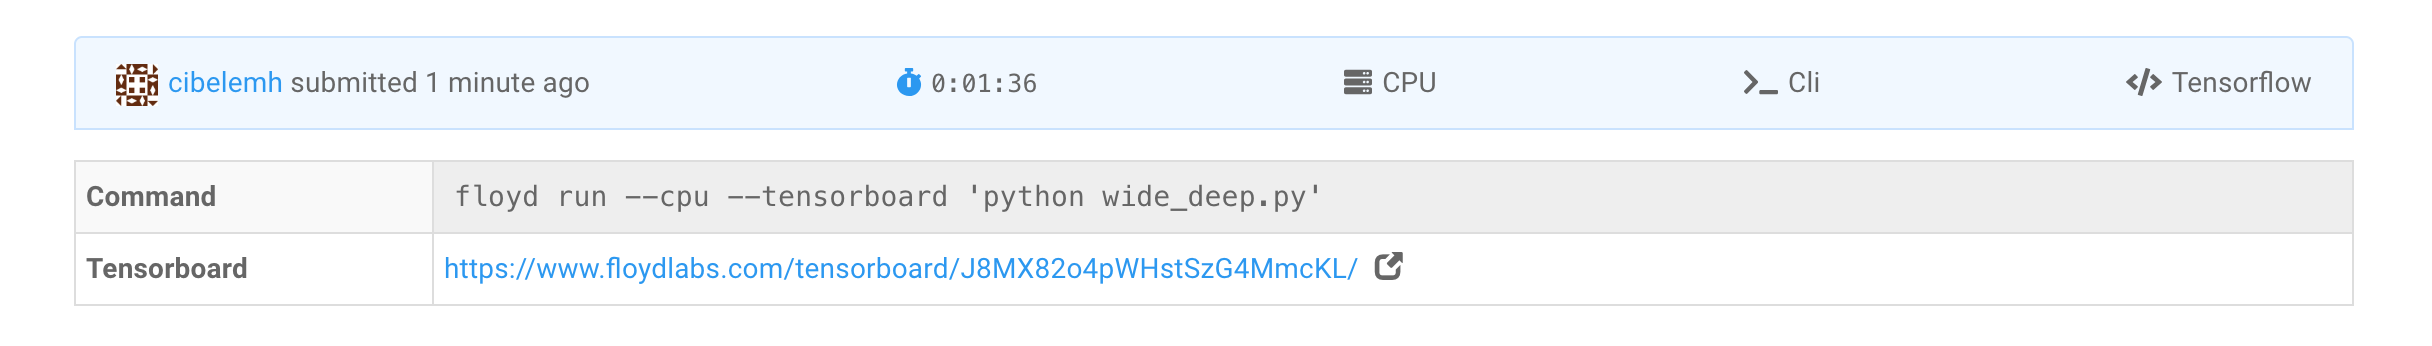 cibelemh submitted 1 minute ago 0:01:36 CPU Cli Tensorflow
Command floyd run --cpu --tensorboard 'python wide_deep.py'
Tensorboard https://www.floydlabs.com/tensorboard/J8MX82o4pWHstSzG4MmcKL/